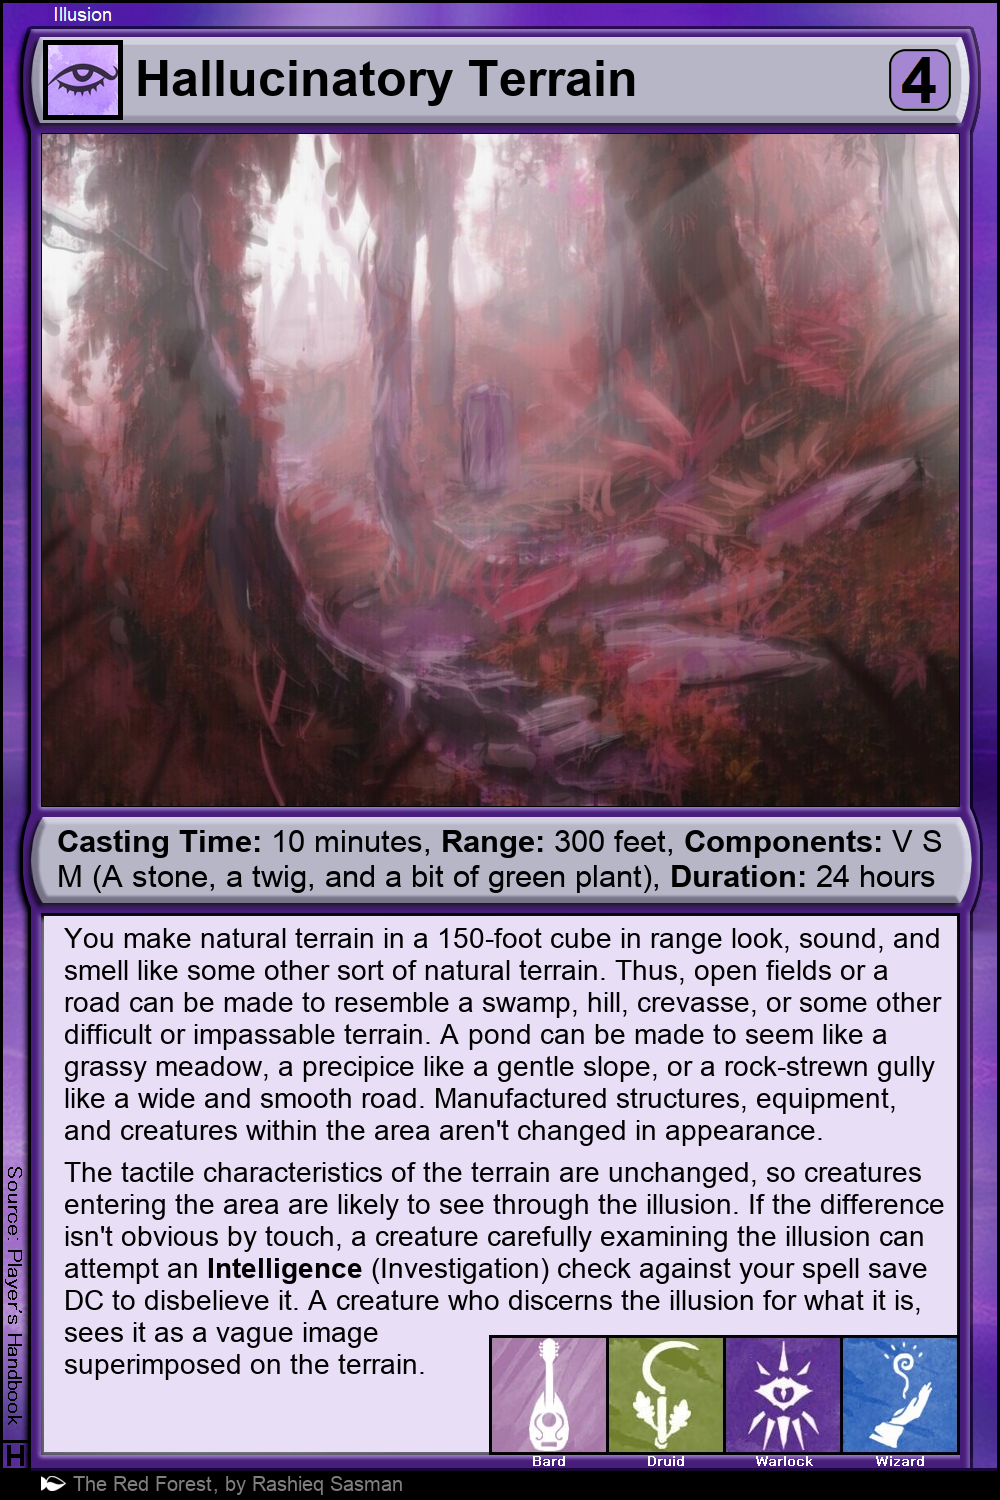 Illusion
Hallucinatory Terrain
4
Casting Time: 10 minutes, Range: 300 feet, Components: V S
M (A stone, a twig, and a bit of green plant), Duration: 24 hours
You make natural terrain in a 150-foot cube in range look, sound, and
smell like some other sort of natural terrain. Thus, open fields or a
road can be made to resemble a swamp, hill, crevasse, or some other
difficult or impassable terrain. A pond can be made to seem like a
grassy meadow, a precipice like a gentle slope, or a rock-strewn gully
like a wide and smooth road. Manufactured structures, equipment,
and creatures within the area aren't changed in appearance.
The tactile characteristics of the terrain are unchanged, so creatures
entering the area are likely to see through the illusion. If the difference
isn't obvious by touch, a creature carefully examining the illusion can
attempt an Intelligence (Investigation) check against your spell save
DC to disbelieve it. A creature who discerns the illusion for what it is,
sees it as a vague image
superimposed on the terrain.
Bard
Druid
Warlock
Wizard
Source: Player's Handbook
H
The Red Forest, by Rashieq Sasman